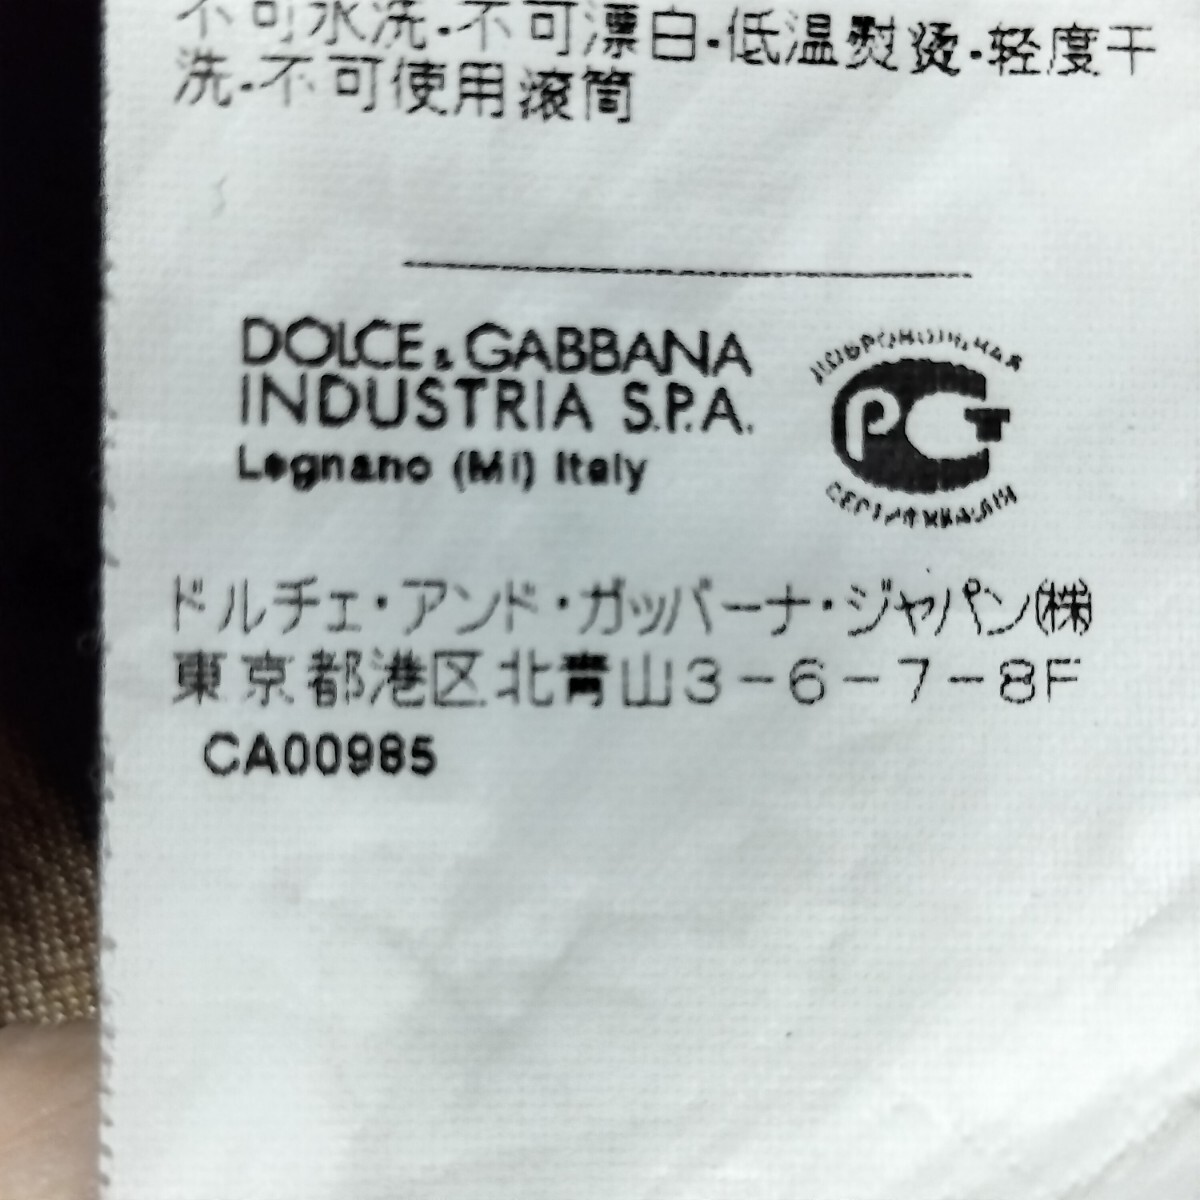 不可水洗.不可漂白.低温熨烫.轻度干
洗.不可使用滚筒
DOLCE & GABBANA
INDUSTRIA S.P.A.
Legnano (MI) Italy
ДОБРОВОЛЬНАЯ
РСТ
СЕРТИФИКАЦИЯ
ドルチェ・アンド・ガッバーナ・ジャパン(株)
東京都港区北青山3-6-7-8F
CA00985